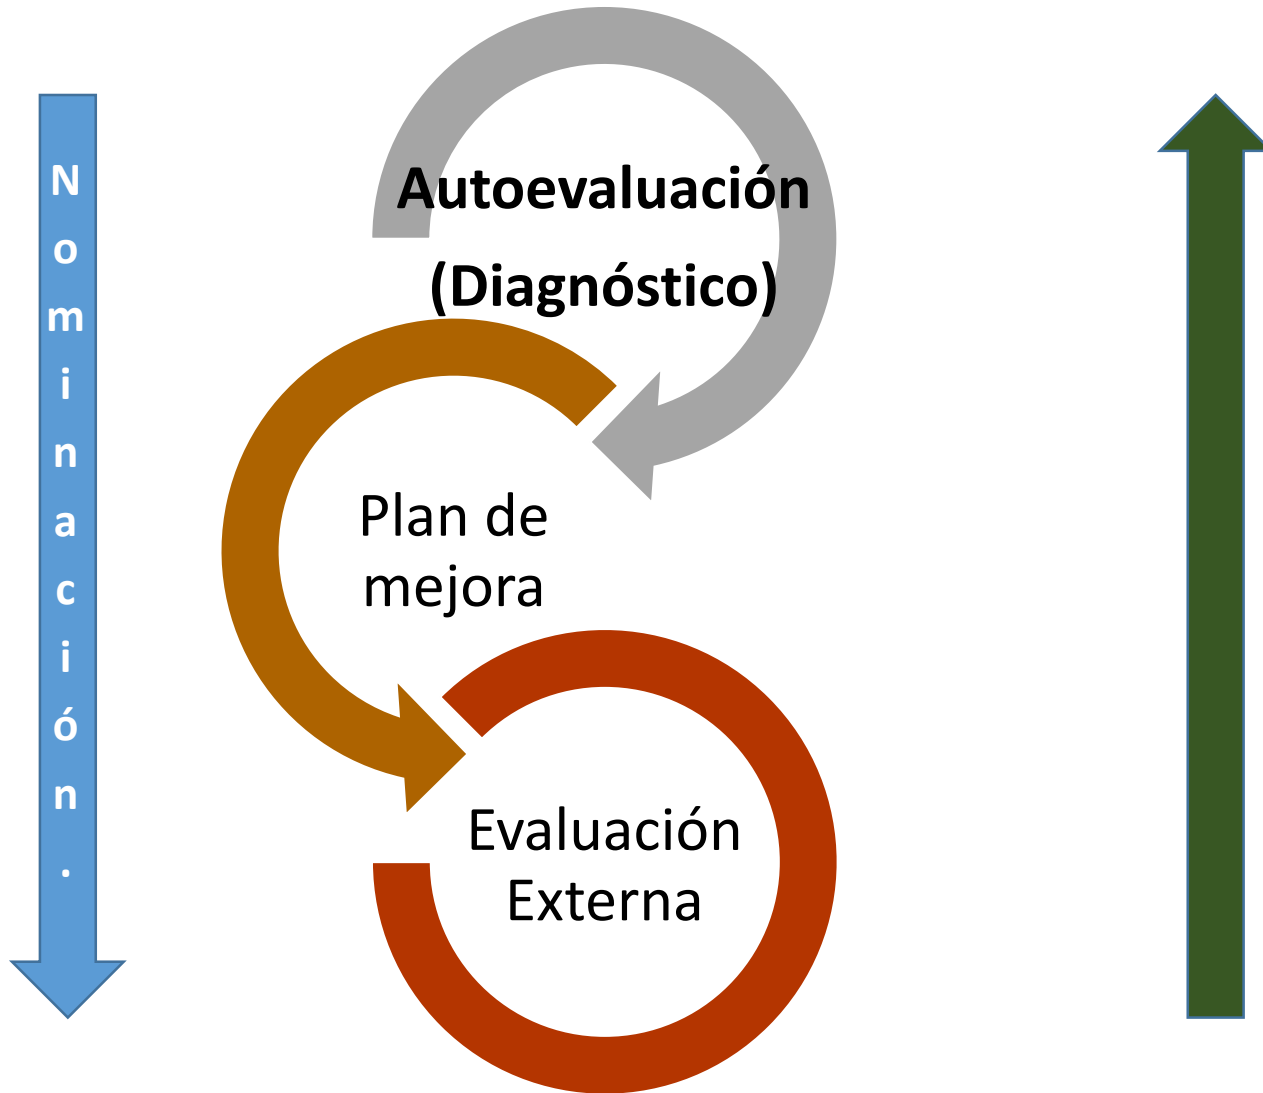 Nominación.
Autoevaluación
(Diagnóstico)
Plan de
mejora
Evaluación
Externa